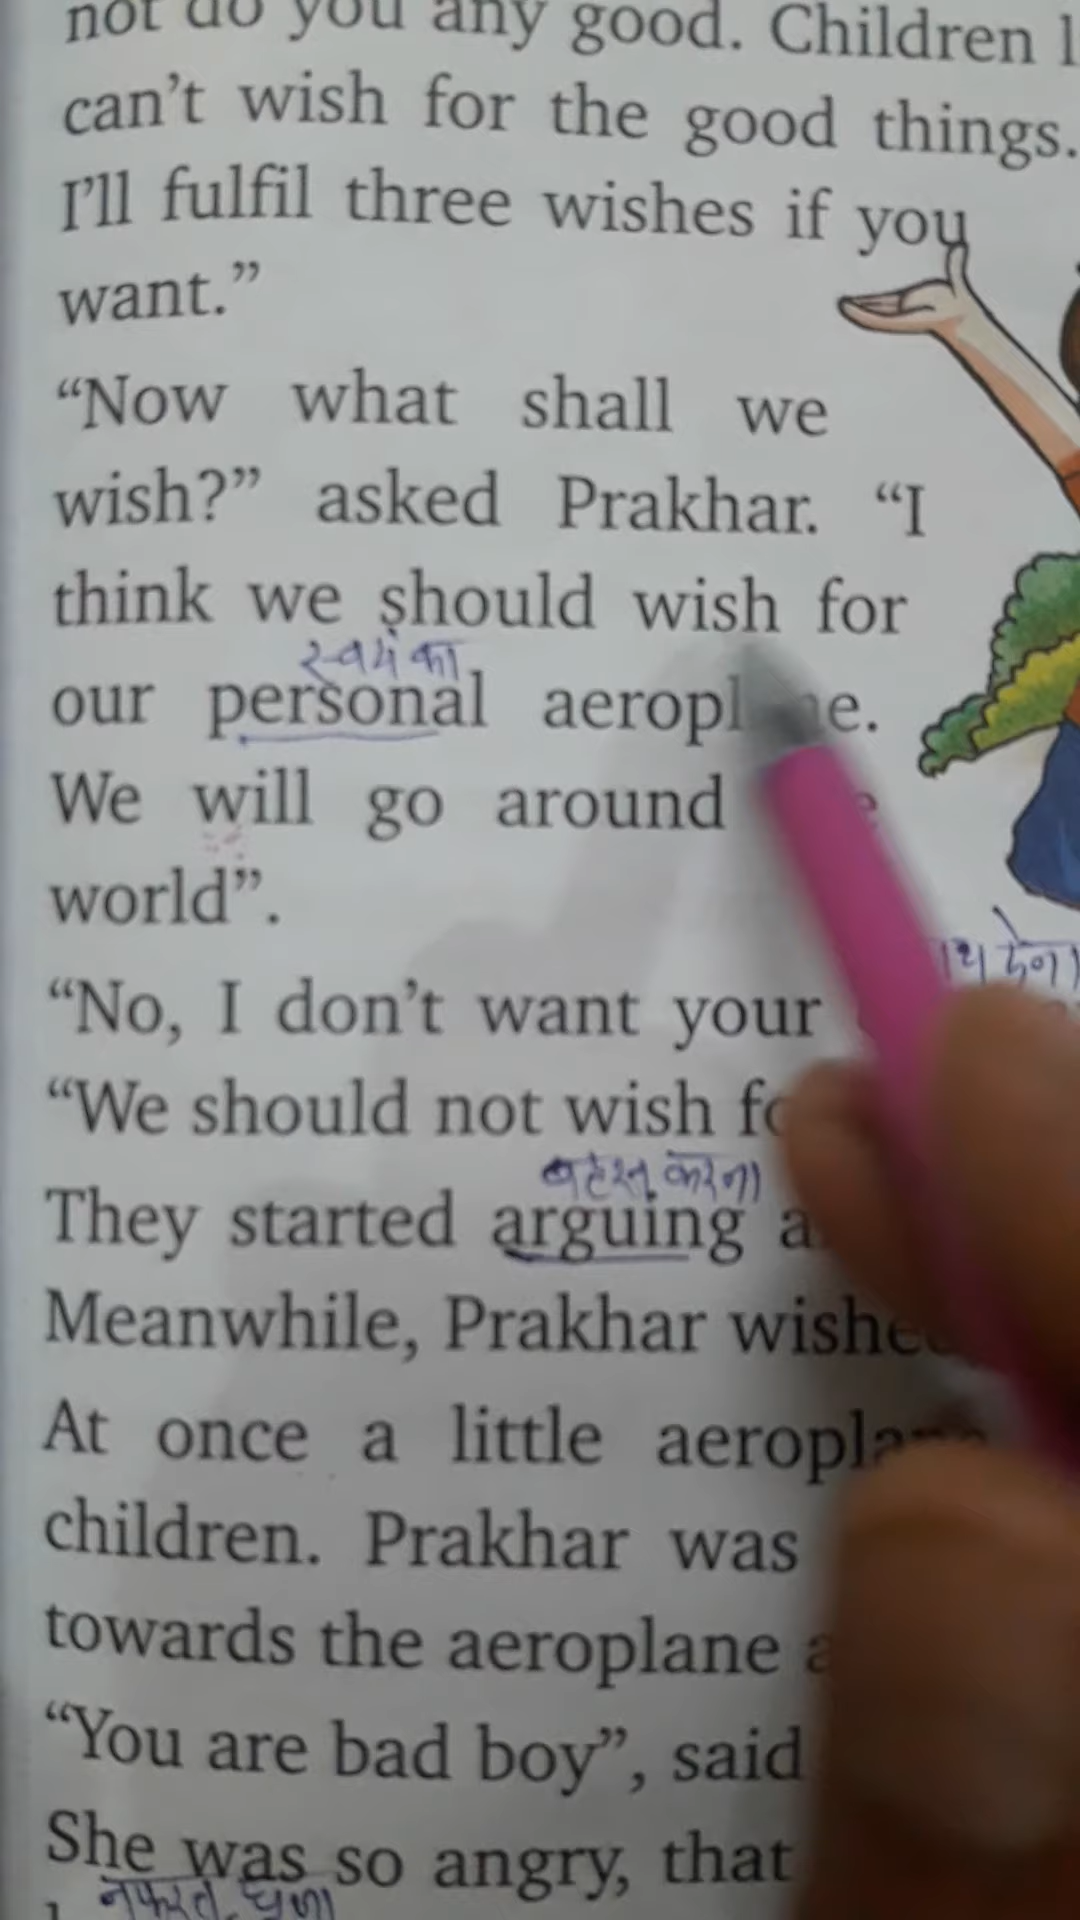 not do you any good. Children
can't wish for the good things.
I'll fulfil three wishes if you
want.”
“Now what shall we
wish?” asked Prakhar. “I
think we should wish for
स्वयं का
our personal
We will go around
world”.
“No, I don't want your
“We should not wish
बहस करना
They started arguing
Meanwhile, Prakhar
At once a little
children. Prakhar was
towards the aeroplane
“You are bad boy”, said
She was so angry, that
नफरत, घृणा